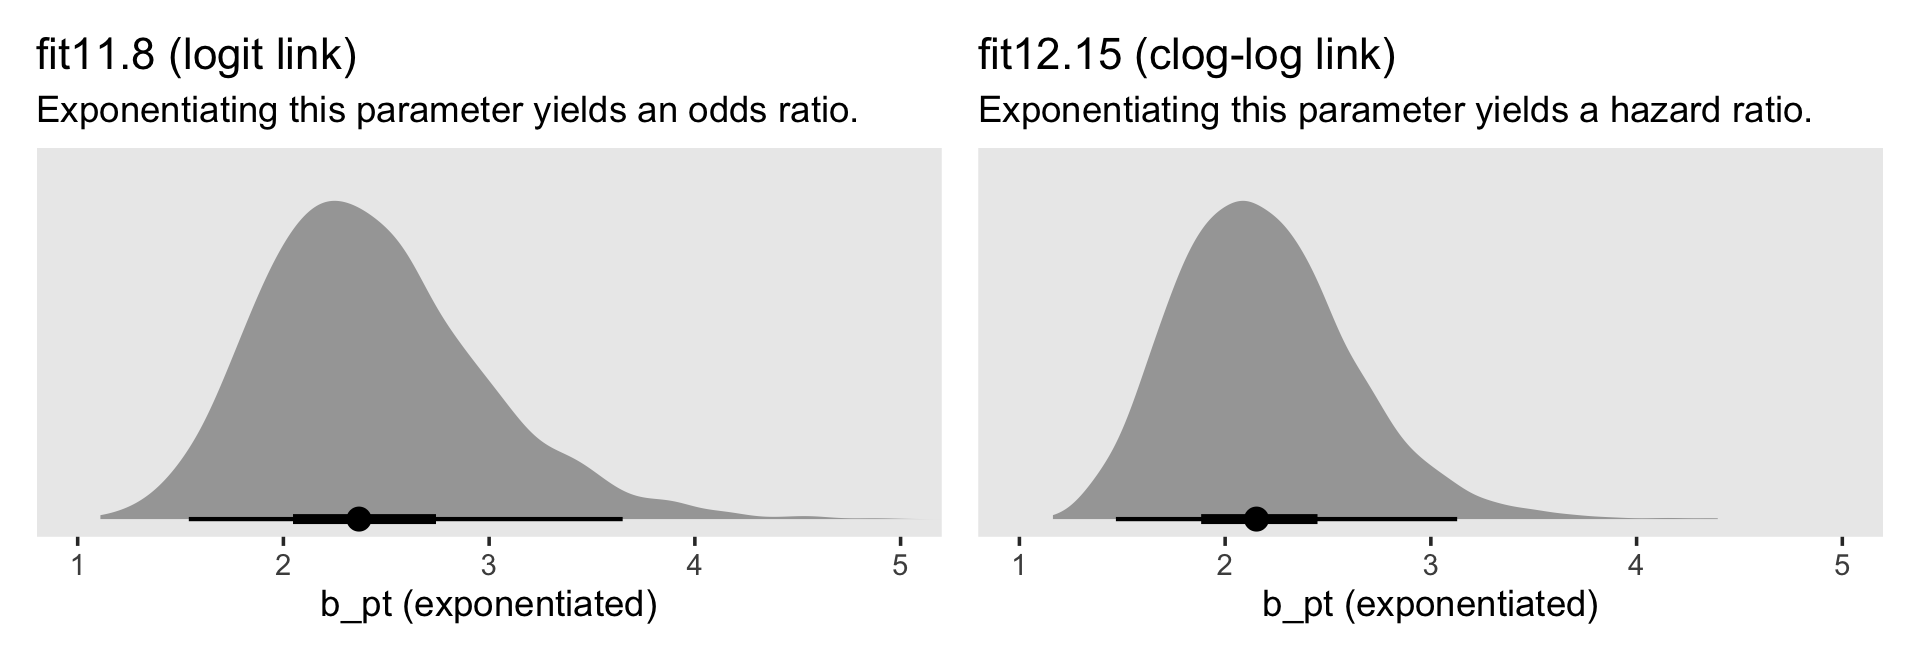 fit11.8 (logit link)
Exponentiating this parameter yields an odds ratio.
1 2 3 4 5
b_pt (exponentiated)
fit12.15 (clog-log link)
Exponentiating this parameter yields a hazard ratio.
1 2 3 4 5
b_pt (exponentiated)